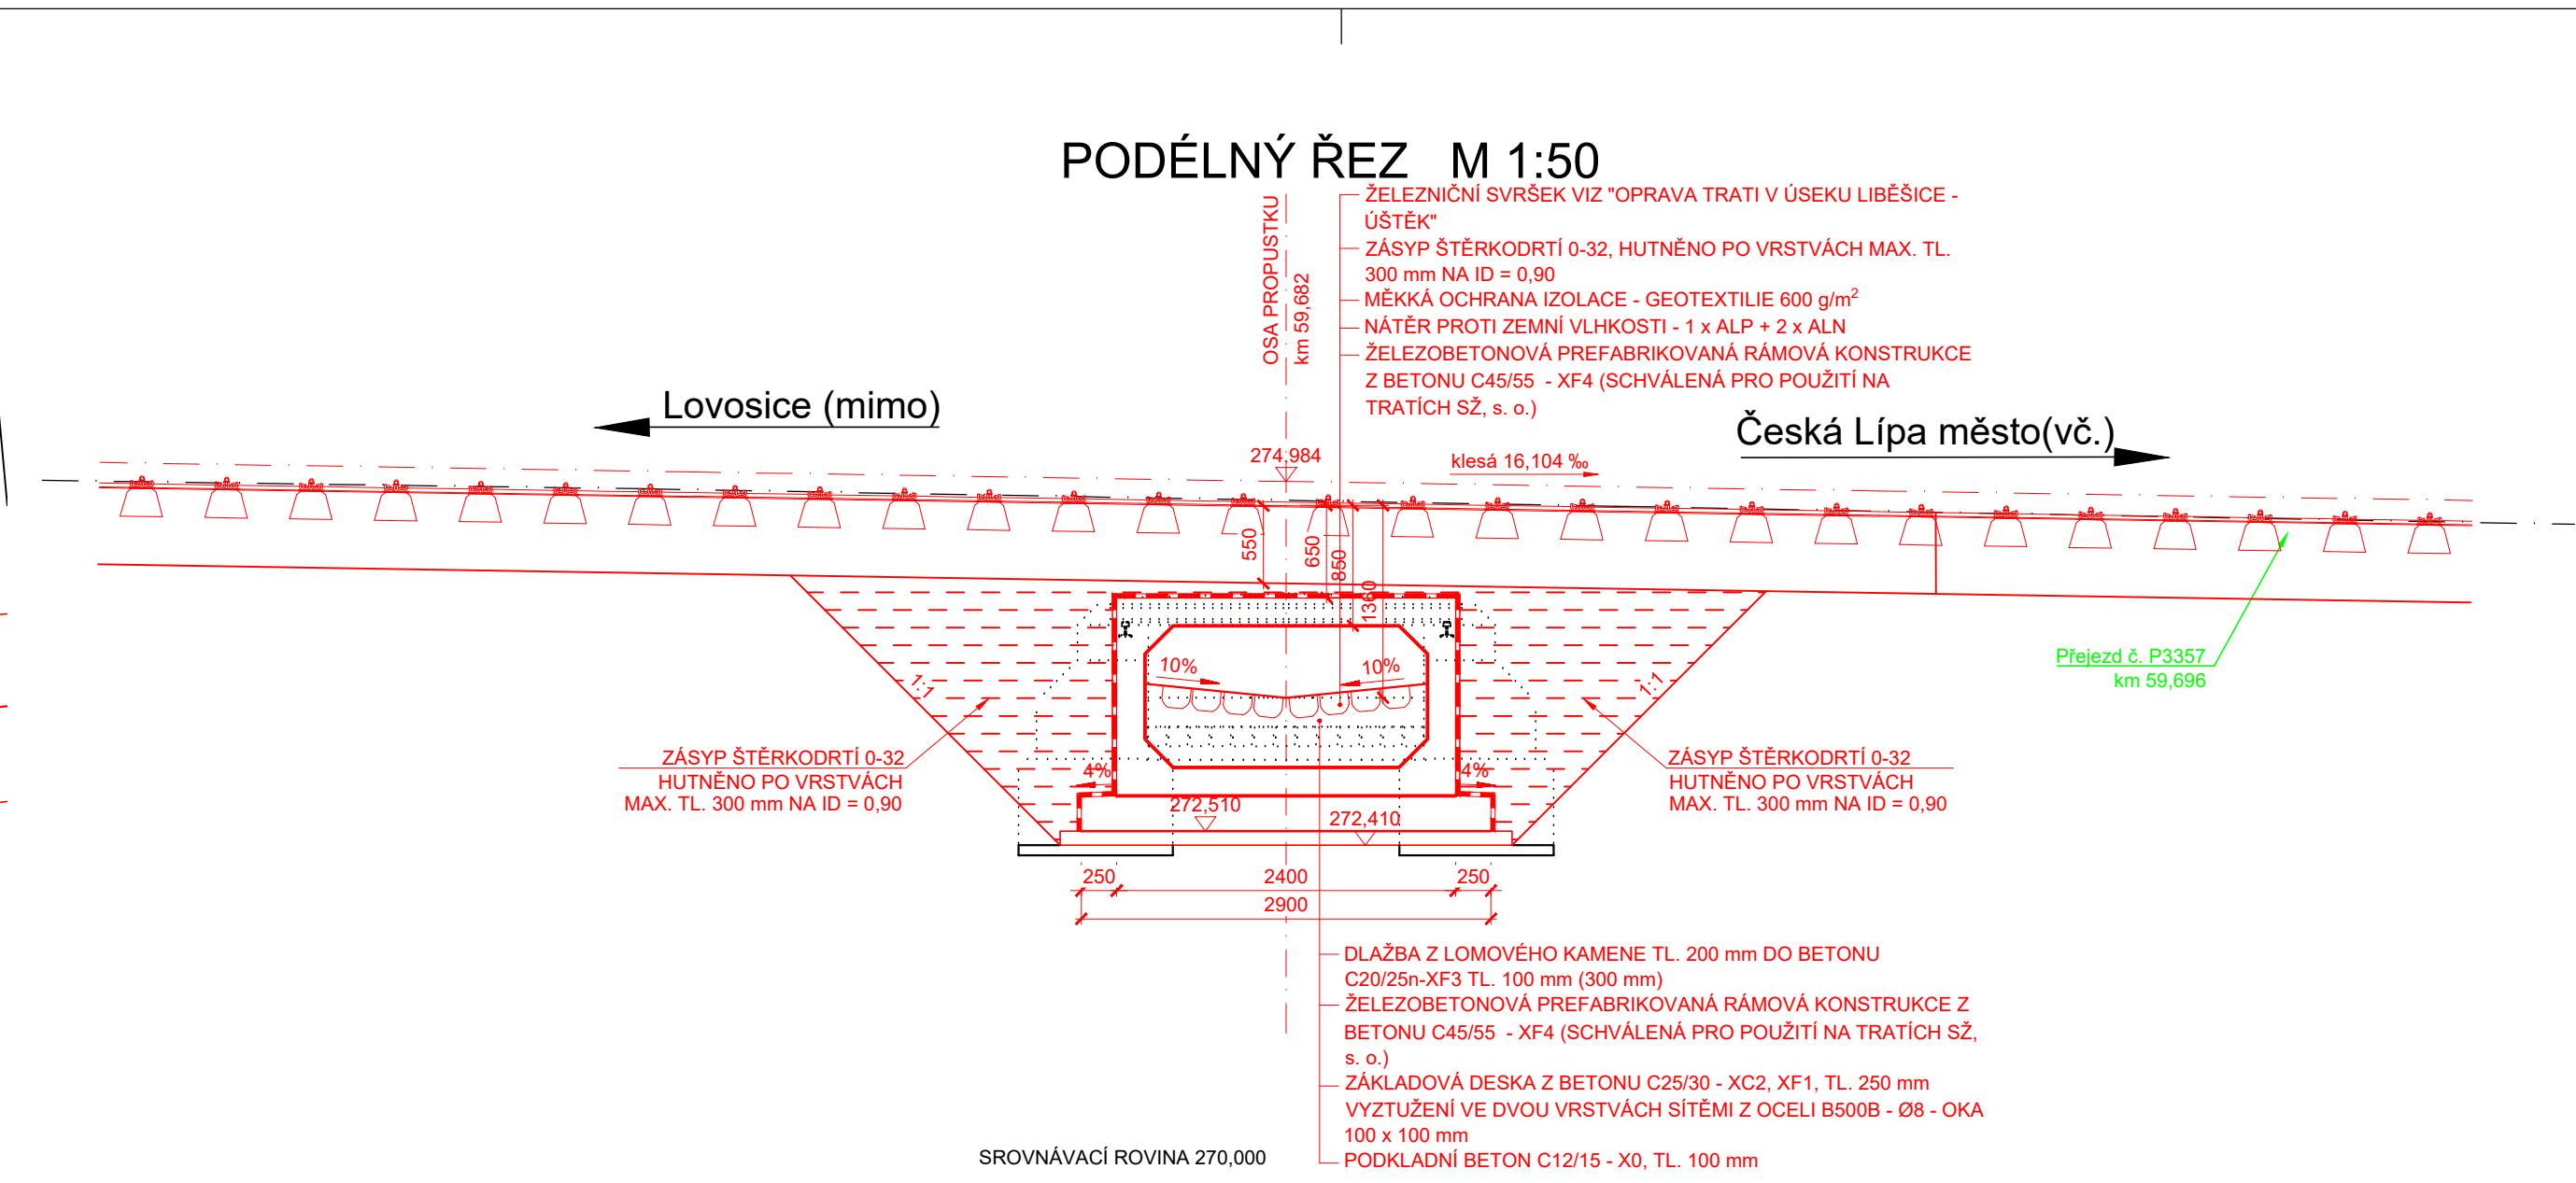 PODÉLNÝ ŘEZ M 1:50
OSA PROPUSTKU
km 59,682
ŽELEZNIČNÍ SVRŠEK VIZ "OPRAVA TRATI V ÚSEKU LIBĚŠICE -
ÚŠTĚK"
ZÁSYP ŠTĚRKODRTÍ 0-32, HUTNĚNO PO VRSTVÁCH MAX. TL.
300 mm NA ID = 0,90
MĚKKÁ OCHRANA IZOLACE - GEOTEXTILIE 600 g/m²
NÁTĚR PROTI ZEMNÍ VLHKOSTI - 1 x ALP + 2 x ALN
ŽELEZOBETONOVÁ PREFABRIKOVANÁ RÁMOVÁ KONSTRUKCE
Z BETONU C45/55 - XF4 (SCHVÁLENÁ PRO POUŽITÍ NA
TRATÍCH SŽ, s. o.)
Lovosice (mimo)
Česká Lípa město(vč.)
274,984
klesá 16,104 ‰
550
650
850
1360
10%
10%
1:1
1:1
Přejezd č. P3357
km 59,696
ZÁSYP ŠTĚRKODRTÍ 0-32
HUTNĚNO PO VRSTVÁCH
MAX. TL. 300 mm NA ID = 0,90
ZÁSYP ŠTĚRKODRTÍ 0-32
HUTNĚNO PO VRSTVÁCH
MAX. TL. 300 mm NA ID = 0,90
4%
4%
272,510
272,410
250
2400
250
2900
DLAŽBA Z LOMOVÉHO KAMENE TL. 200 mm DO BETONU
C20/25n-XF3 TL. 100 mm (300 mm)
ŽELEZOBETONOVÁ PREFABRIKOVANÁ RÁMOVÁ KONSTRUKCE Z
BETONU C45/55 - XF4 (SCHVÁLENÁ PRO POUŽITÍ NA TRATÍCH SŽ,
s. o.)
ZÁKLADOVÁ DESKA Z BETONU C25/30 - XC2, XF1, TL. 250 mm
VYZTUŽENÍ VE DVOU VRSTVÁCH SÍTĚMI Z OCELI B500B - Ø8 - OKA
100 x 100 mm
PODKLADNÍ BETON C12/15 - X0, TL. 100 mm
SROVNÁVACÍ ROVINA 270,000